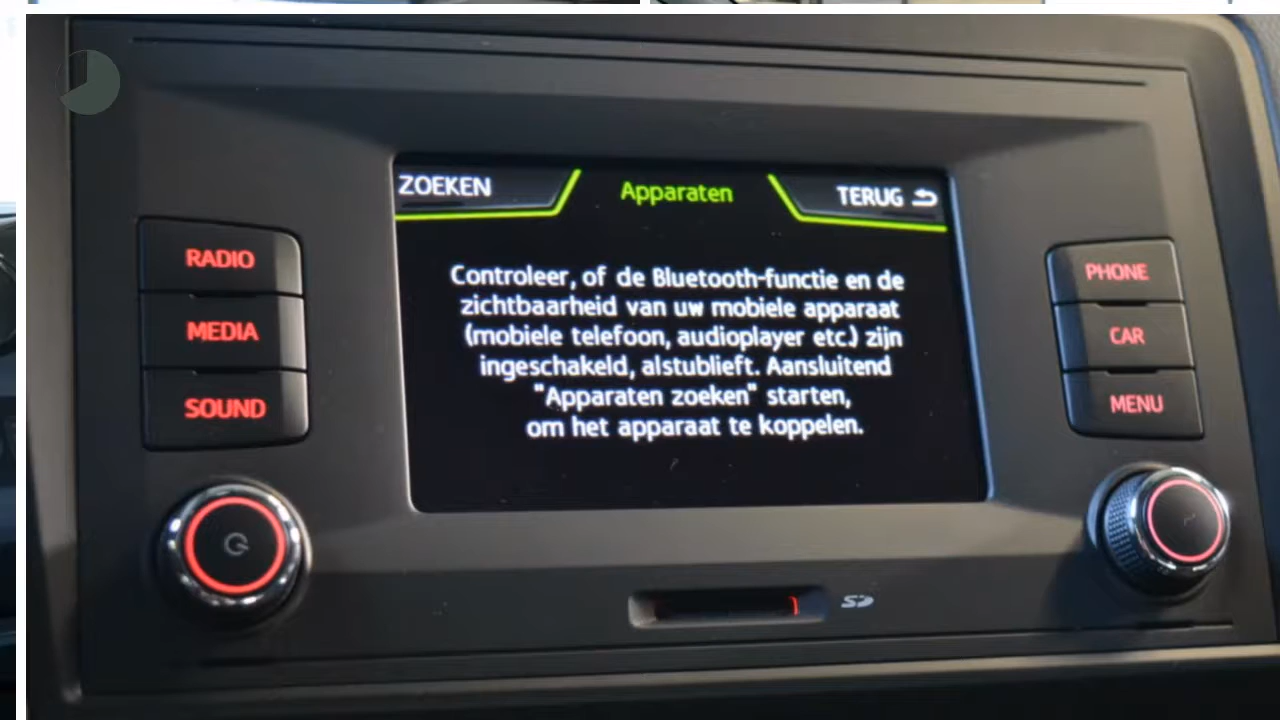 ZOEKEN
Apparaten
TERUG
RADIO
MEDIA
SOUND
Controleer, of de Bluetooth-functie en de
zichtbaarheid van uw mobiele apparaat
(mobiele telefoon, audioplayer etc.) zijn
ingeschakeld, alstublieft. Aansluitend
"Apparaten zoeken" starten,
om het apparaat te koppelen.
PHONE
CAR
MENU
SD